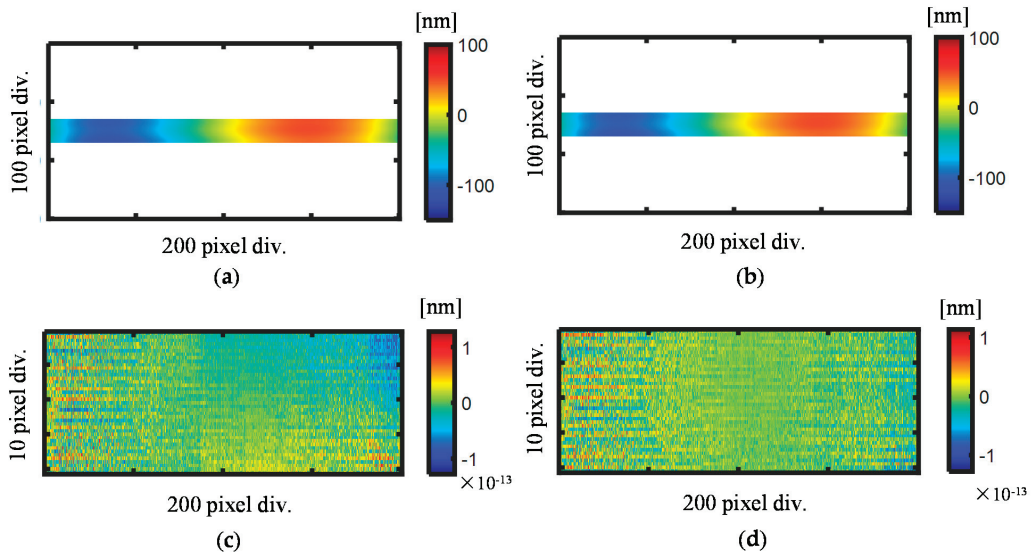 [nm]
100
0
-100
100 pixel div.
200 pixel div.
(a)
[nm]
100
0
-100
100 pixel div.
200 pixel div.
(b)
[nm]
1
0
-1
×10-13
10 pixel div.
200 pixel div.
(c)
[nm]
1
0
-1
×10-13
10 pixel div.
200 pixel div.
(d)